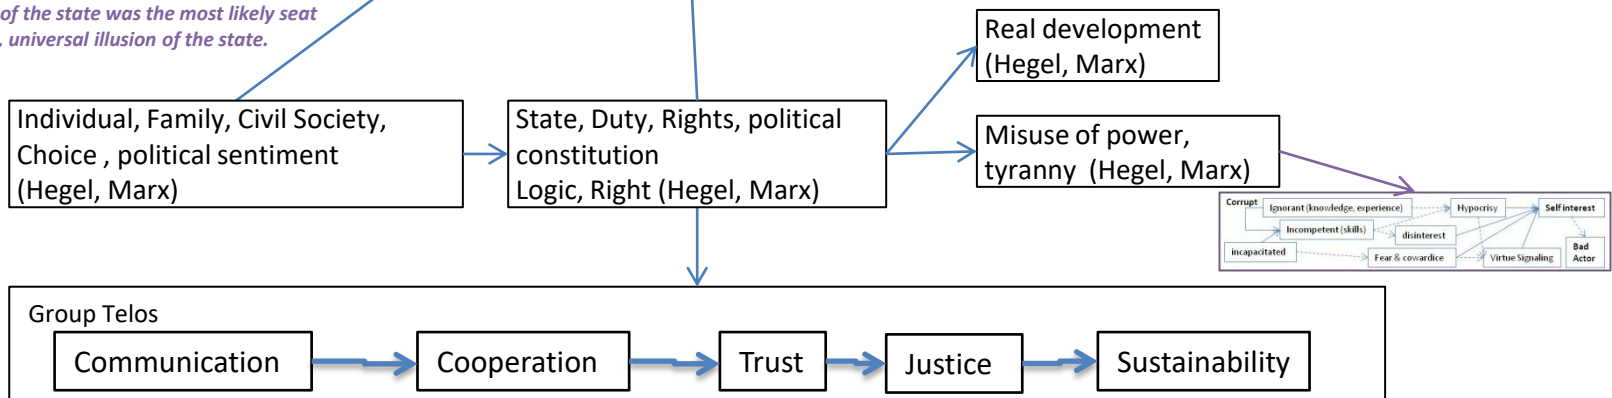 of the state was the most likely seat
, universal illusion of the state.
Individual, Family, Civil Society,
Choice , political sentiment
(Hegel, Marx)
State, Duty, Rights, political
constitution
Logic, Right (Hegel, Marx)
Real development
(Hegel, Marx)
Misuse of power,
tyranny (Hegel, Marx)
Corrupt
Ignorant (knowledge, experience)
Hypocrisy
Self interest
Incompetent (skills)
disinterest
incapacitated
Fear & cowardice
Virtue Signaling
Bad
Actor
Group Telos
Communication
Cooperation
Trust
Justice
Sustainability